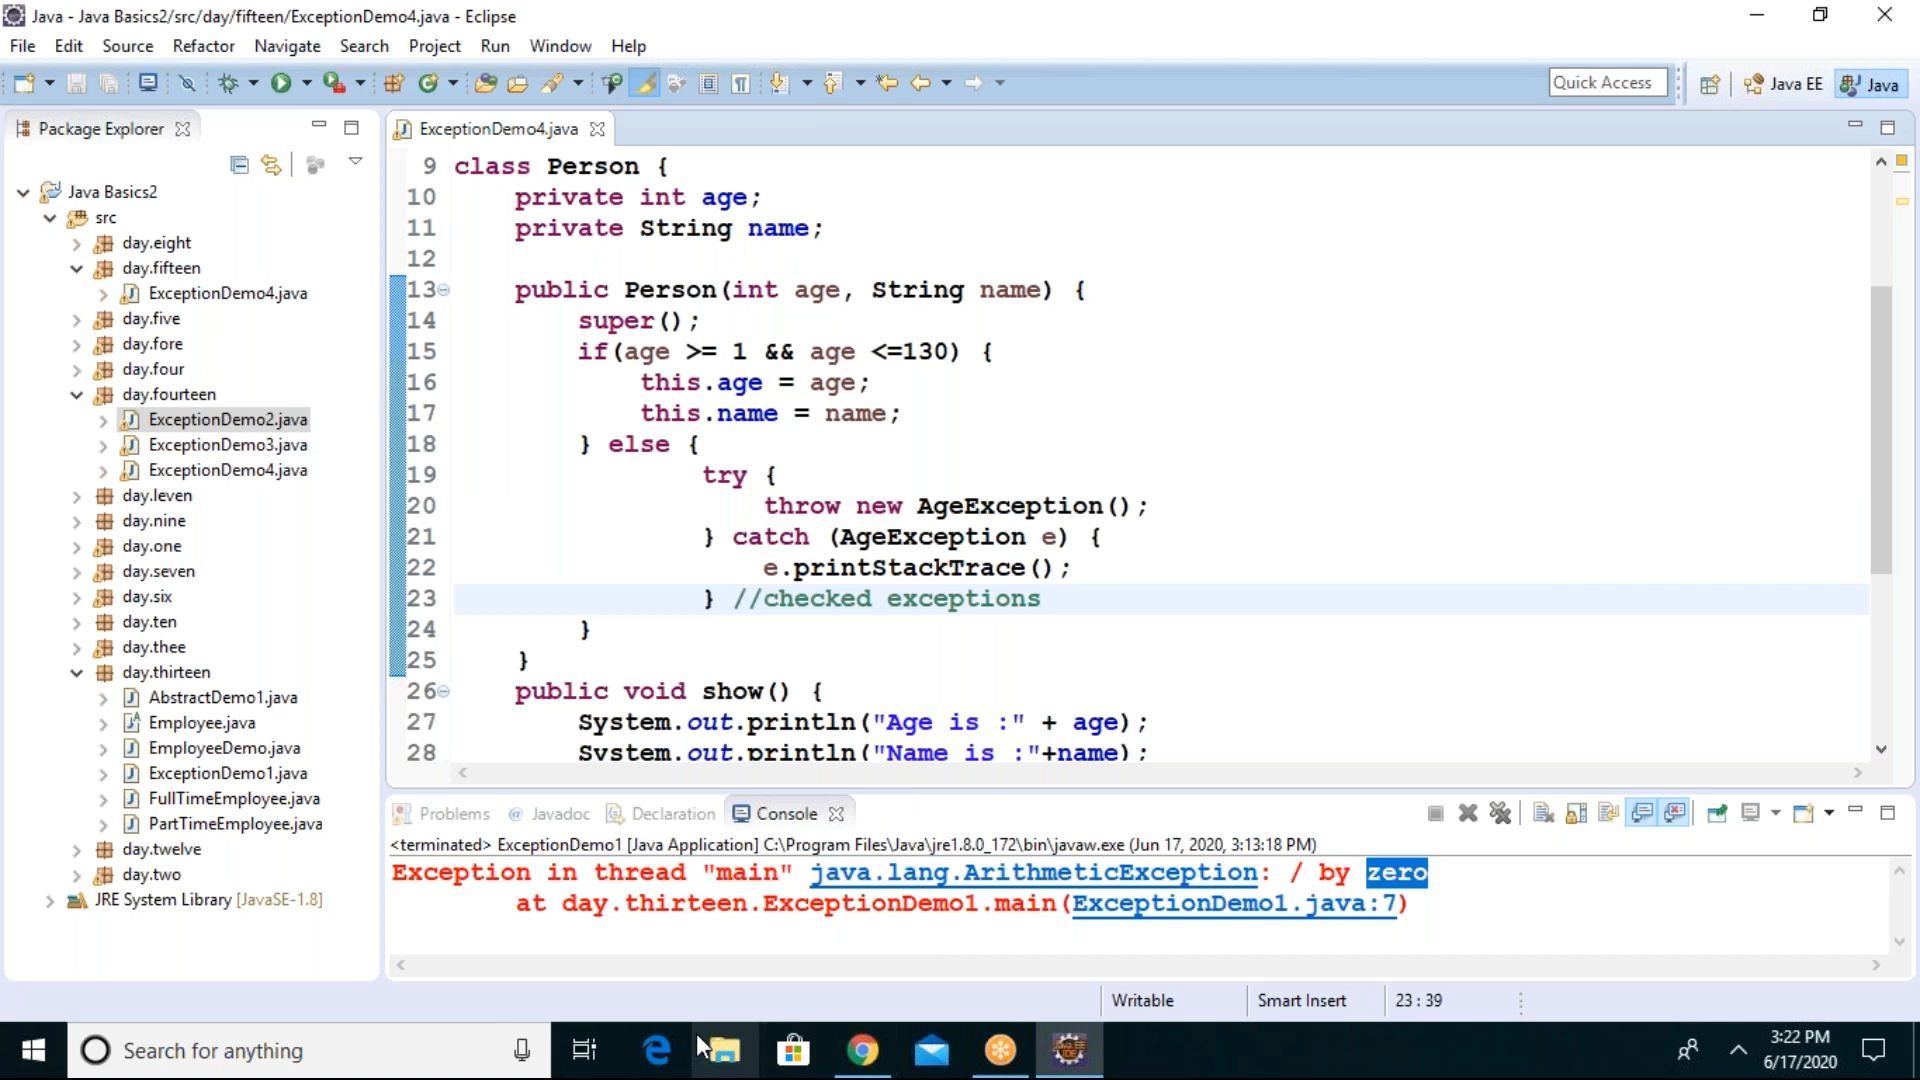 Java - Java Basics2/src/day/fifteen/ExceptionDemo4.java - Eclipse
File Edit Source Refactor Navigate Search Project Run Window Help
Quick Access Java EE Java
Package Explorer
Java Basics2
src
day.eight
day.fifteen
ExceptionDemo4.java
day.five
day.fore
day.four
day.fourteen
ExceptionDemo2.java
ExceptionDemo3.java
ExceptionDemo4.java
day.leven
day.nine
day.one
day.seven
day.six
day.ten
day.thee
day.thirteen
AbstractDemo1.java
Employee.java
EmployeeDemo.java
ExceptionDemo1.java
FullTimeEmployee.java
PartTimeEmployee.java
day.twelve
day.two
JRE System Library [JavaSE-1.8]
ExceptionDemo4.java
9 class Person {
10 private int age;
11 private String name;
12
13 public Person(int age, String name) {
14 super();
15 if(age >= 1 && age <=130) {
16 this.age = age;
17 this.name = name;
18 } else {
19 try {
20 throw new AgeException();
21 } catch (AgeException e) {
22 e.printStackTrace();
23 } //checked exceptions
24 }
25 }
26 public void show() {
27 System.out.println("Age is :" + age);
28 System.out.println("Name is :"+name);
Problems Javadoc Declaration Console
<terminated> ExceptionDemo1 [Java Application] C:\Program Files\Java\jre1.8.0_172\bin\javaw.exe (Jun 17, 2020, 3:13:18 PM)
Exception in thread "main" java.lang.ArithmeticException: / by zero
at day.thirteen.ExceptionDemo1.main(ExceptionDemo1.java:7)
Writable Smart Insert 23 : 39
Search for anything
3:22 PM
6/17/2020